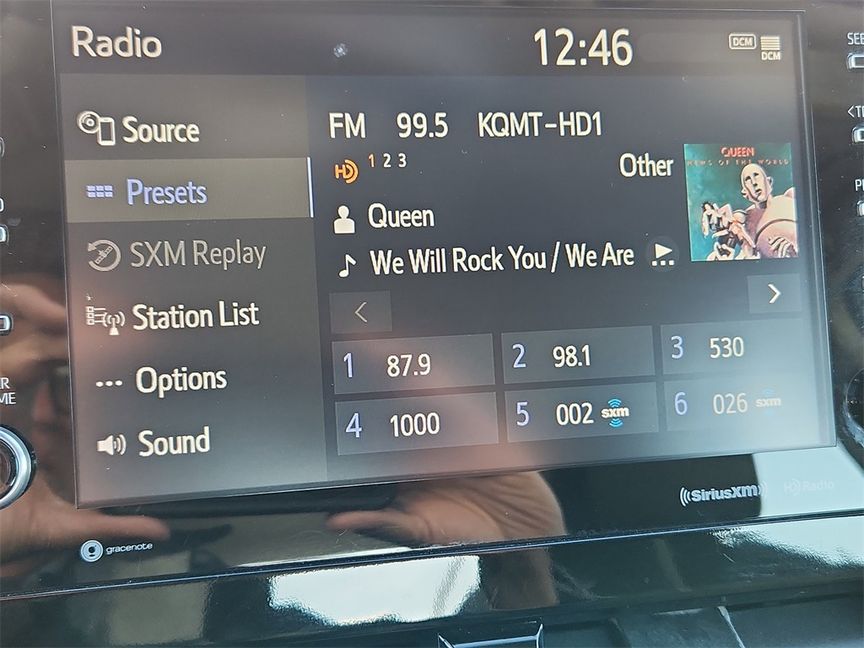 Radio
12:46
DCM
DCM
Source
FM 99.5 KQMT-HD1
HD 1 2 3
Other
QUEEN
NEWS OF THE WORLD
Presets
Queen
SXM Replay
We Will Rock You / We Are
Station List
1 87.9
2 98.1
3 530
Options
4 1000
5 002 sxm
6 026 sxm
Sound
SiriusXM
HD Radio
gracenote